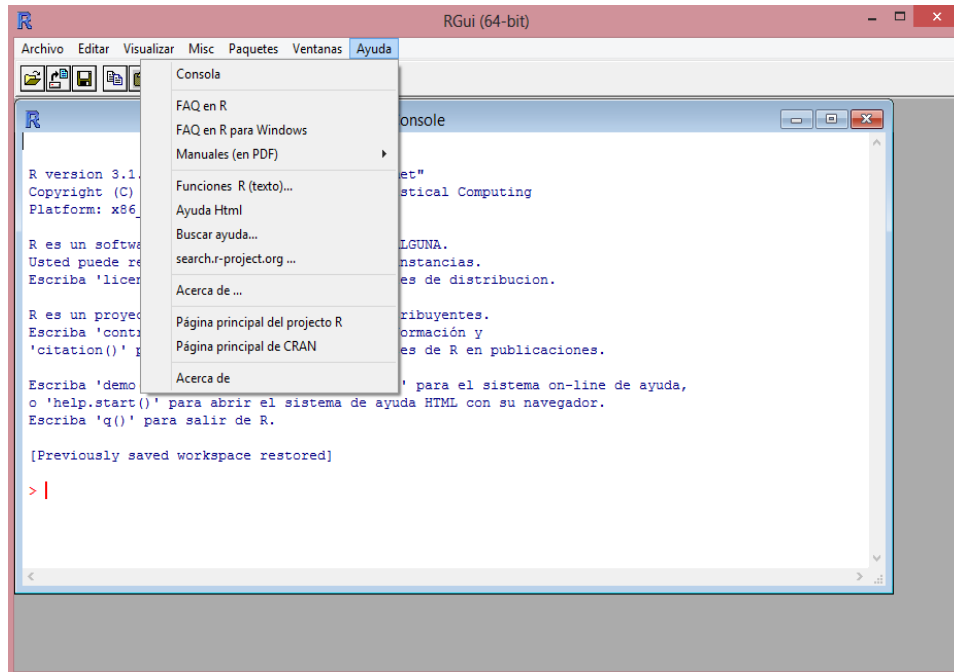 RGui (64-bit)
Archivo Editar Visualizar Misc Paquetes Ventanas Ayuda
Consola
FAQ en R
FAQ en R para Windows
Manuales (en PDF)
Funciones R (texto)...
Ayuda Html
Buscar ayuda...
search.r-project.org ...
Acerca de ...
Página principal del projecto R
Página principal de CRAN
Acerca de
onsole
R version 3.1. et"
Copyright (C) stical Computing
Platform: x86_
R es un softwa LGUNA.
Usted puede re nstancias.
Escriba 'licen es de distribucion.
R es un proyec ribuyentes.
Escriba 'contr ormación y
'citation()' p es de R en publicaciones.
Escriba 'demo ' para el sistema on-line de ayuda,
o 'help.start()' para abrir el sistema de ayuda HTML con su navegador.
Escriba 'q()' para salir de R.
[Previously saved workspace restored]
>